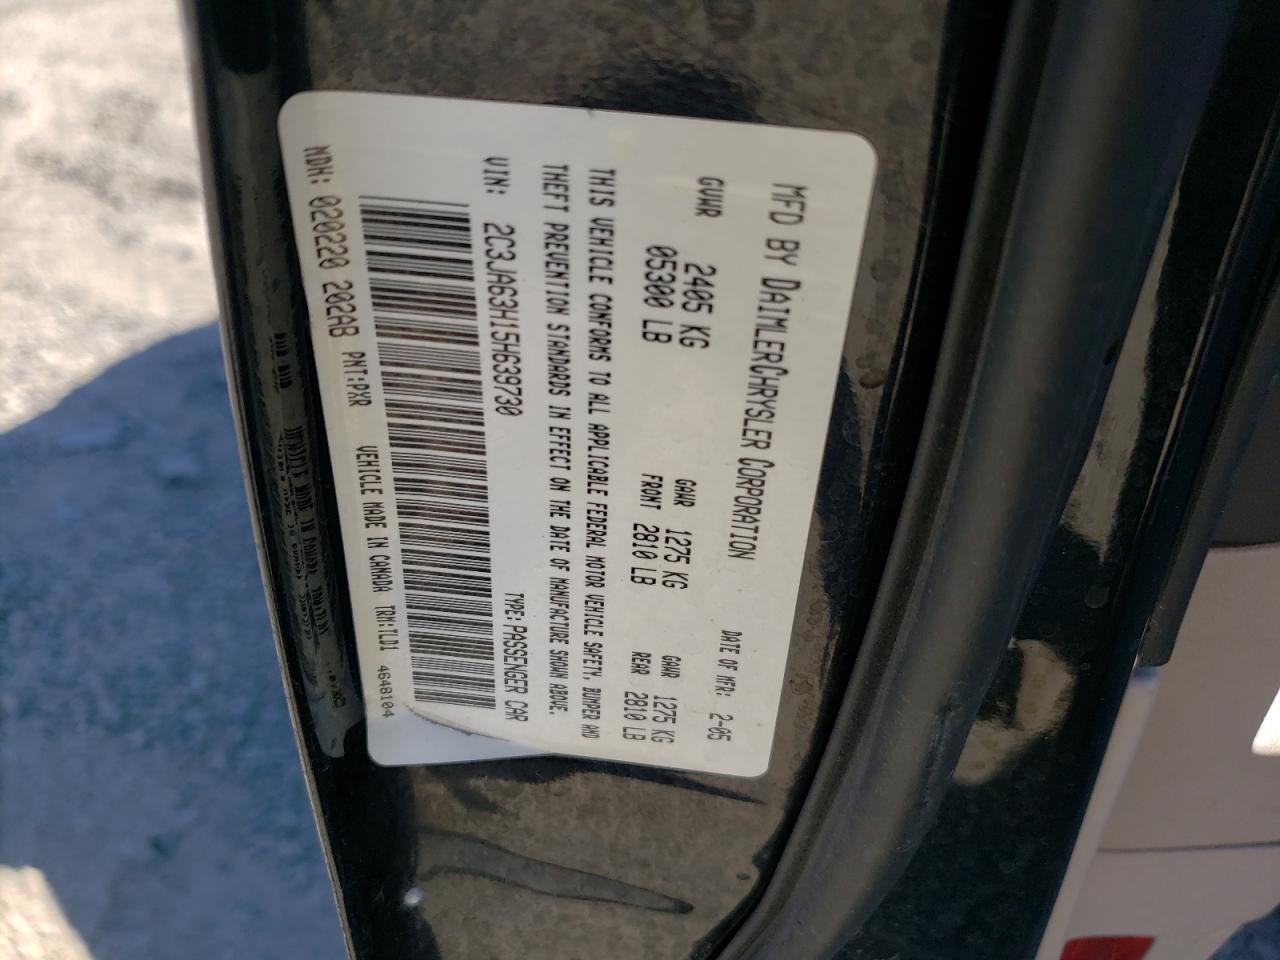 MFD BY DAIMLERCHRYSLER CORPORATION
DATE OF MFR: 2-05
GVWR 2405 KG
05300 LB
GAWR 1275 KG
FRONT 2810 LB
GAWR 1275 KG
REAR 2810 LB
THIS VEHICLE CONFORMS TO ALL APPLICABLE FEDERAL MOTOR VEHICLE SAFETY, BUMPER AND
THEFT PREVENTION STANDARDS IN EFFECT ON THE DATE OF MANUFACTURE SHOWN ABOVE.
VIN: 2C3JA63H15H639730
TYPE: PASSENGER CAR
MDH: 020220 202AB PNT:PXR VEHICLE MADE IN CANADA TRM:TLD1 4648104